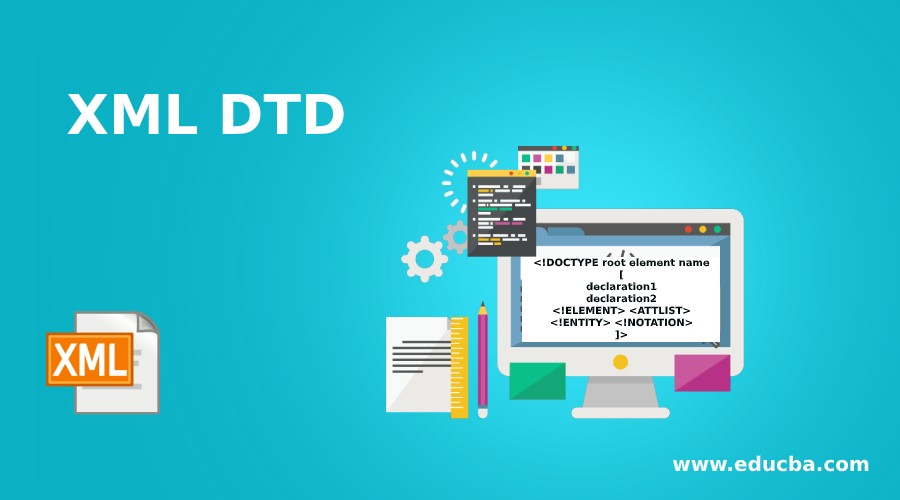 XML DTD
<!DOCTYPE root element name
[
declaration1
declaration2
<!ELEMENT> <ATTLIST>
<!ENTITY> <!NOTATION>
]>
XML
www.educba.com